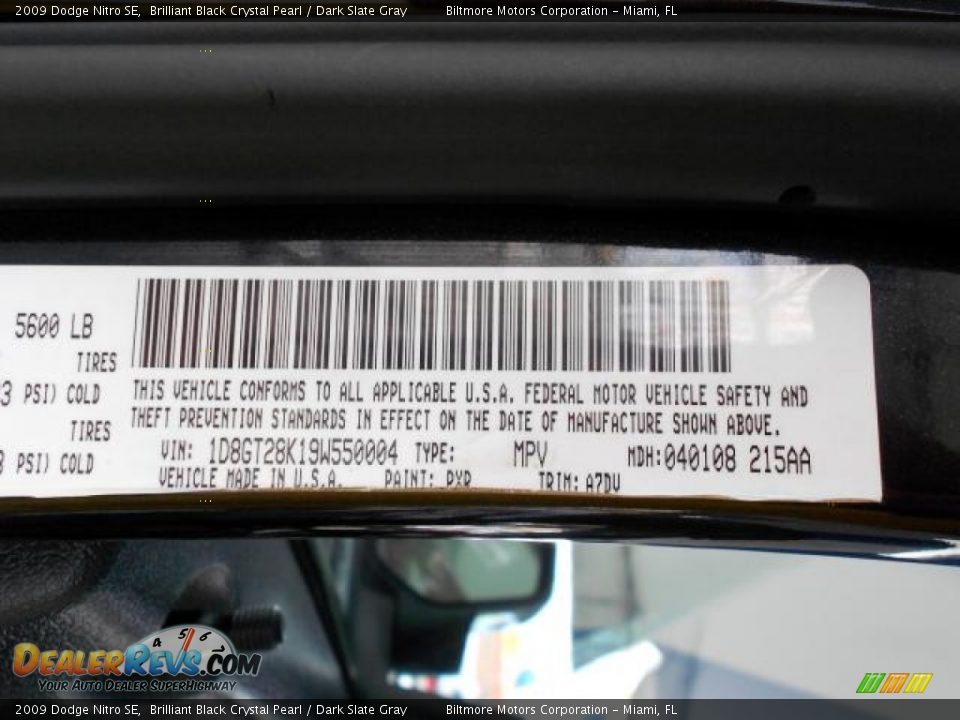 2009 Dodge Nitro SE, Brilliant Black Crystal Pearl / Dark Slate Gray Biltmore Motors Corporation - Miami, FL
5600 LB
TIRES
3 PSI) COLD
TIRES
PSI) COLD
THIS VEHICLE CONFORMS TO ALL APPLICABLE U.S.A. FEDERAL MOTOR VEHICLE SAFETY AND
THEFT PREVENTION STANDARDS IN EFFECT ON THE DATE OF MANUFACTURE SHOWN ABOVE.
VIN: 1D8GT28K19W550004 TYPE: MPV MDH:040108 215AA
VEHICLE MADE IN U.S.A. PAINT: PXR TRIM: A7DV
4 5 6
DEALERREVS.COM
YOUR AUTO DEALER SUPERHIGHWAY
2009 Dodge Nitro SE, Brilliant Black Crystal Pearl / Dark Slate Gray Biltmore Motors Corporation - Miami, FL